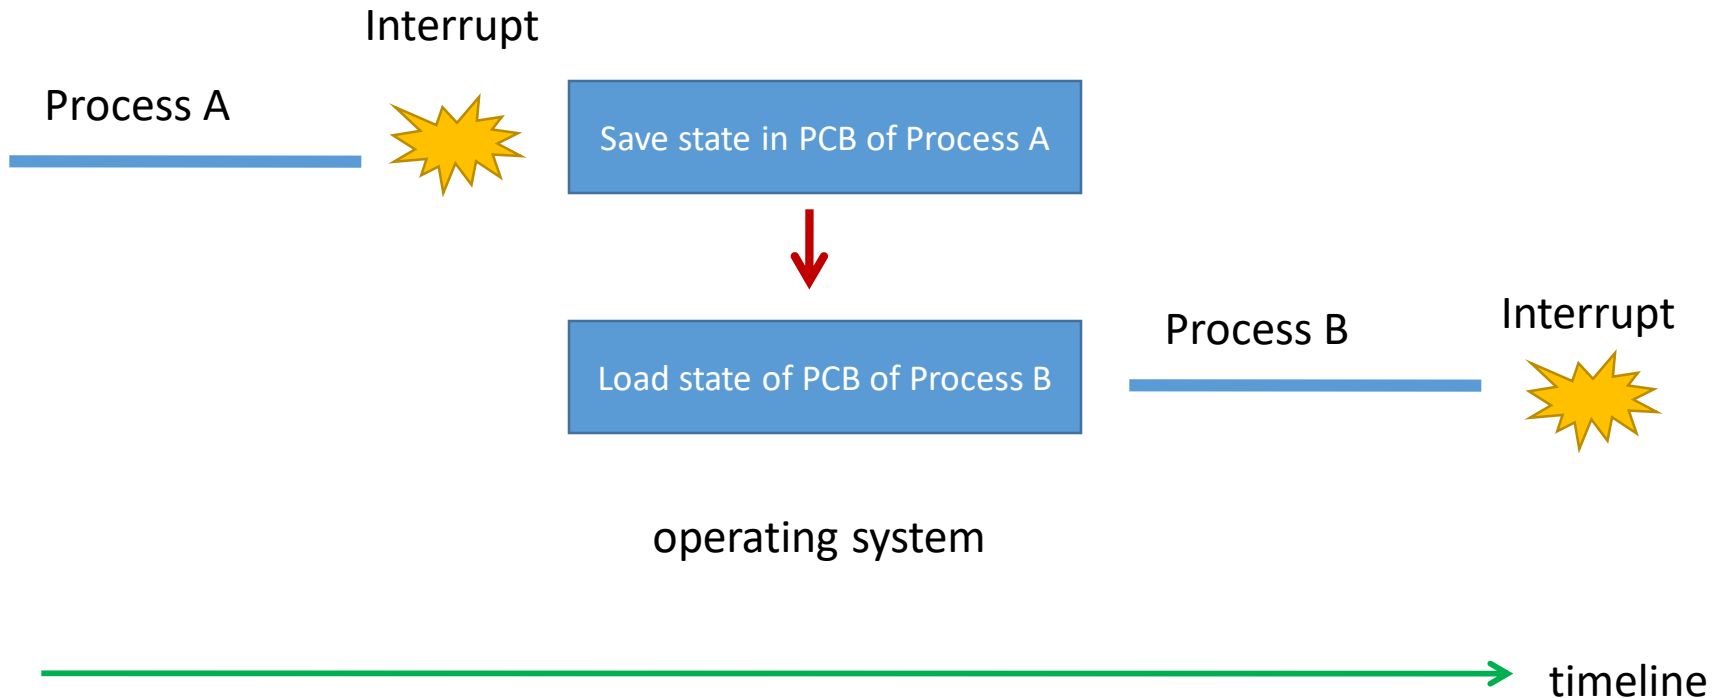 Interrupt
Process A
Save state in PCB of Process A
Interrupt
Process B
Load state of PCB of Process B
operating system
timeline